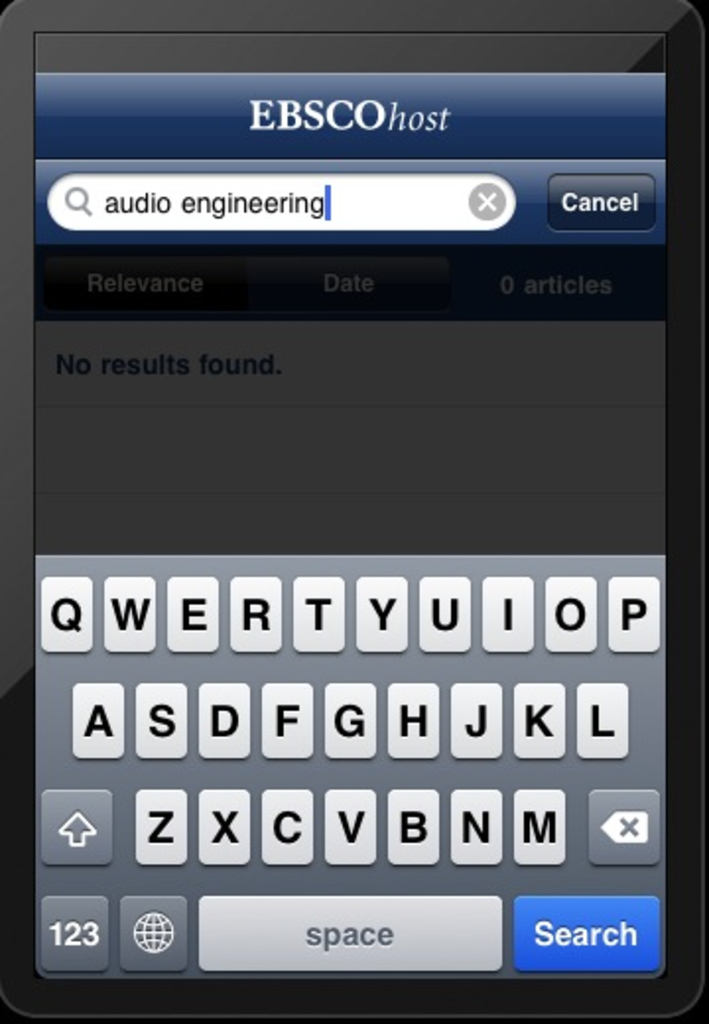 EBSCOhost
audio engineering Cancel
Relevance Date 0 articles
No results found.
Q W E R T Y U I O P
A S D F G H J K L
Z X C V B N M
123 space Search